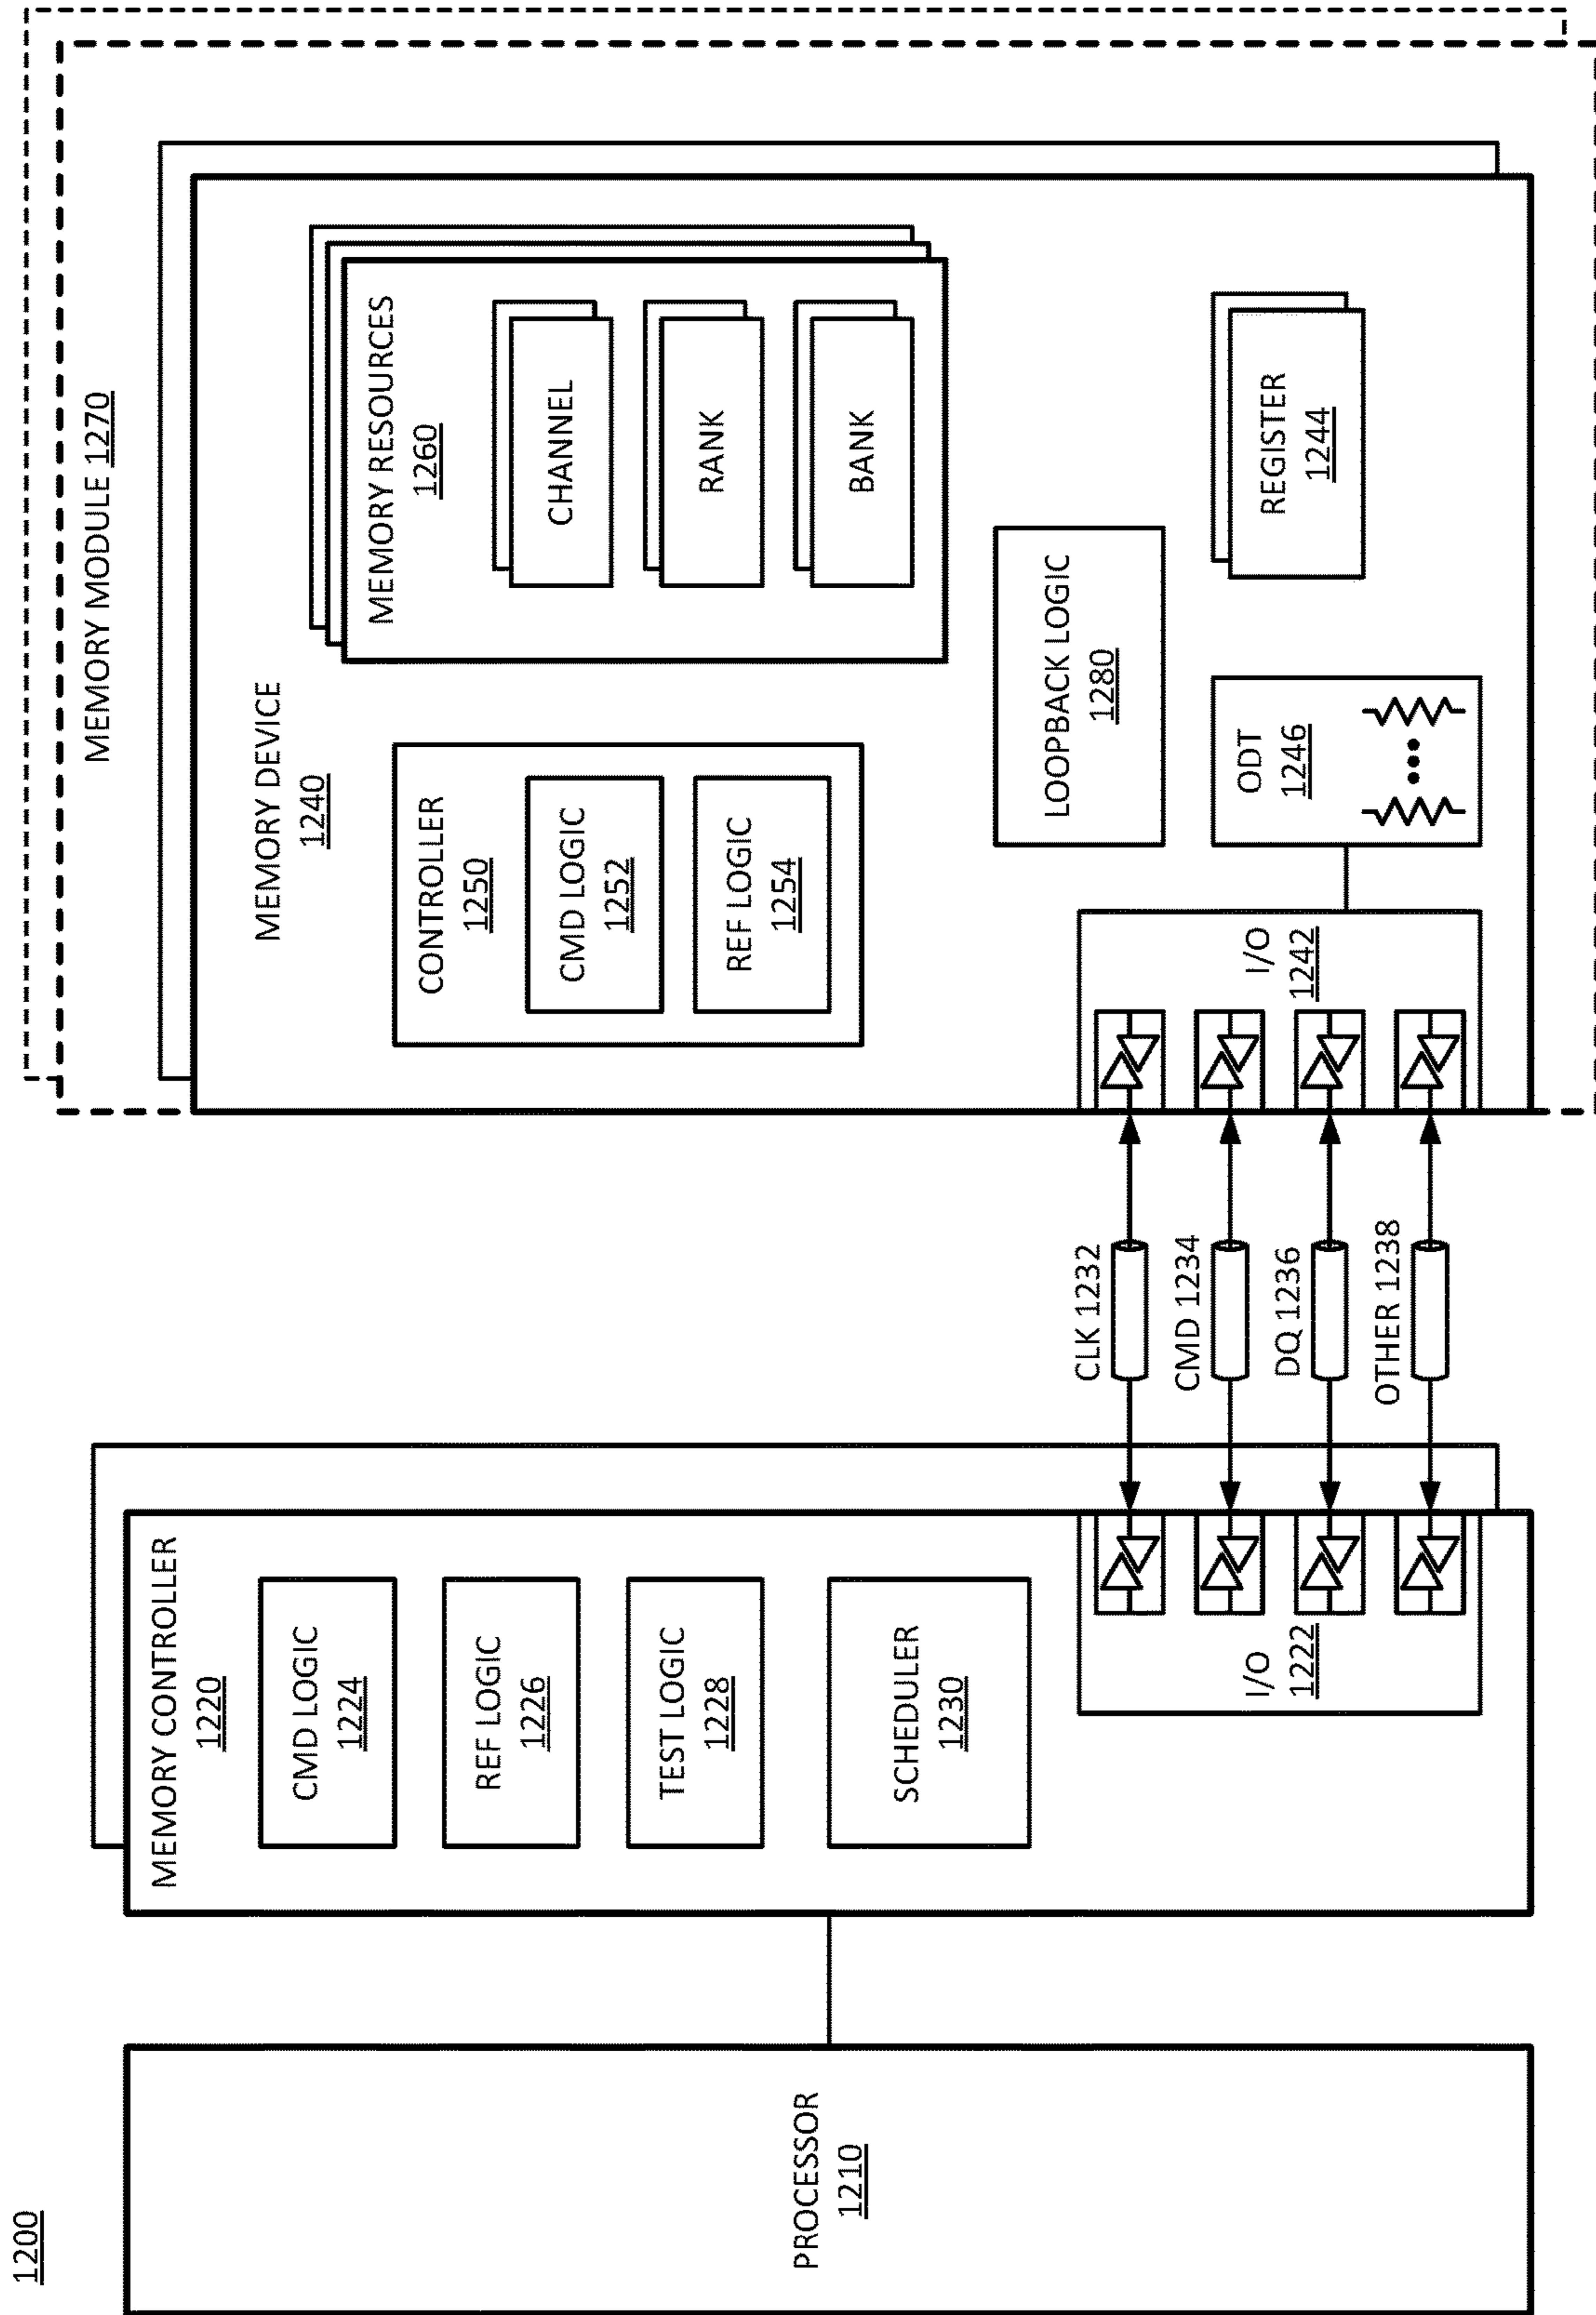 1200
PROCESSOR
1210
MEMORY CONTROLLER
1220
CMD LOGIC
1224
REF LOGIC
1226
TEST LOGIC
1228
SCHEDULER
1230
I/O
1222
CLK 1232
CMD 1234
DQ 1236
OTHER 1238
MEMORY MODULE 1270
MEMORY DEVICE
1240
CONTROLLER
1250
CMD LOGIC
1252
REF LOGIC
1254
MEMORY RESOURCES
1260
CHANNEL
RANK
BANK
LOOPBACK LOGIC
1280
I/O
1242
ODT
1246
REGISTER
1244